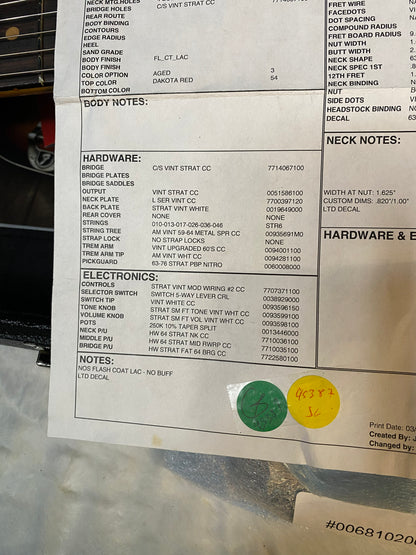 NECK MTG.HOLES
BRIDGE HOLES C/S VINT STRAT CC
REAR ROUTE
BODY BINDING
CONTOURS
EDGE RADIUS
HEEL
SAND GRADE
BODY FINISH FL_CT_LAC
BODY FINISH
COLOR OPTION AGED 3
TOP COLOR DAKOTA RED 54
BOTTOM COLOR
BODY NOTES:
HARDWARE:
BRIDGE C/S VINT STRAT CC 7714067100
BRIDGE PLATES
BRIDGE SADDLES
OUTPUT VINT STRAT CC 0051586100
NECK PLATE L SER VINT CC 7700397120
BACK PLATE STRAT VINT WHITE 0019649000
REAR COVER NONE NONE
STRINGS 010-013-017-026-036-046 STR6
STRING TREE AM VINT 59-64 METAL SPR CC 00935691M0
STRAP LOCK NO STRAP LOCKS NONE
TREM ARM VINT UPGRADED 60'S CC 0094001100
TREM ARM TIP AM VINT WHT CC 0094281100
PICKGUARD 63-76 STRAT PBP NITRO 0060008000
ELECTRONICS:
CONTROLS STRAT VINT MOD WIRING #2 CC 7707371100
SELECTOR SWITCH SWITCH 5-WAY LEVER CRL 0038929000
SWITCH TIP VINT WHITE CC 0093596150
TONE KNOB STRAT SM FT TONE VINT WHT CC 0093599100
VOLUME KNOB STRAT SM FT VOL VINT WHT CC 0093598100
POTS 250K 10% TAPER SPLIT 0013446000
NECK P/U HW 64 STRAT NK CC 7710036100
MIDDLE P/U HW 64 STRAT MID RWRP CC 7710035100
BRIDGE P/U HW STRAT FAT 64 BRG CC 7722580100
NOTES:
NOS FLASH COAT LAC - NO BUFF
LTD DECAL
FRET WIRE
FACEDOTS
DOT SPACING
COMPOUND RADIUS
FRET BOARD RADIUS
NUT WIDTH
BUTT WIDTH
NECK SHAPE
NECK SPEC 1ST
12TH FRET
NECK BINDING
NUT
SIDE DOTS
HEADSTOCK BINDING
DECAL
NECK NOTES:
WIDTH AT NUT: 1.625"
CUSTOM DIMS: .820"/1.00"
LTD DECAL
HARDWARE & E
46387
SC
Print Date: 03/
Created By: J
Changed by:
#006810200